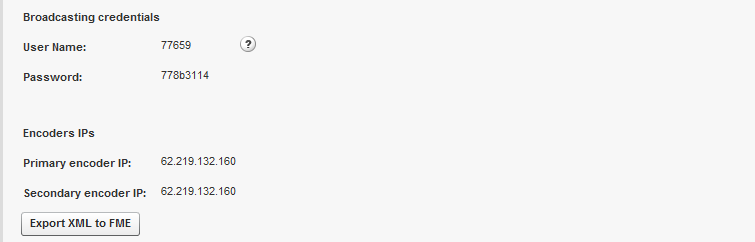 Broadcasting credentials
User Name: 77659 ?
Password: 778b3114
Encoders IPs
Primary encoder IP: 62.219.132.160
Secondary encoder IP: 62.219.132.160
Export XML to FME